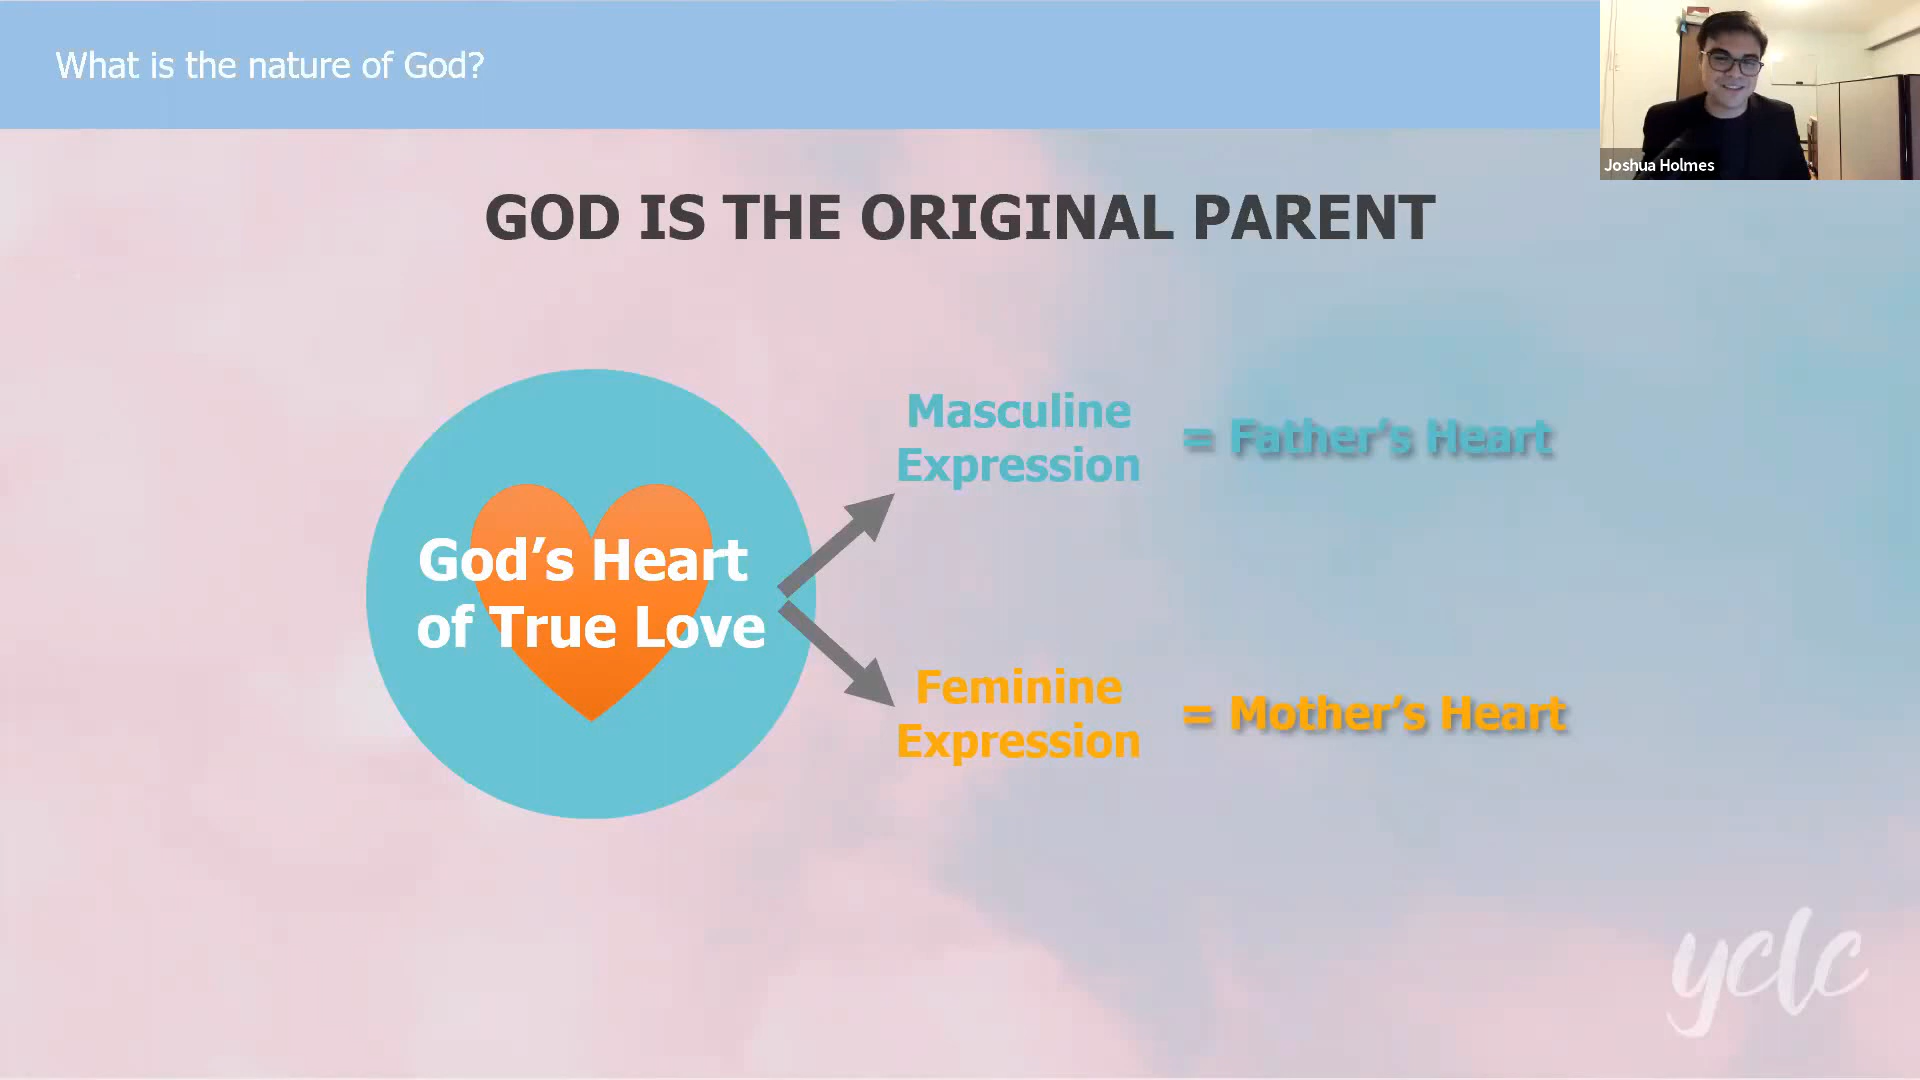 What is the nature of God?
Joshua Holmes
GOD IS THE ORIGINAL PARENT
Masculine
Expression
= Father’s Heart
God’s Heart
of True Love
Feminine
Expression
= Mother’s Heart
yclc